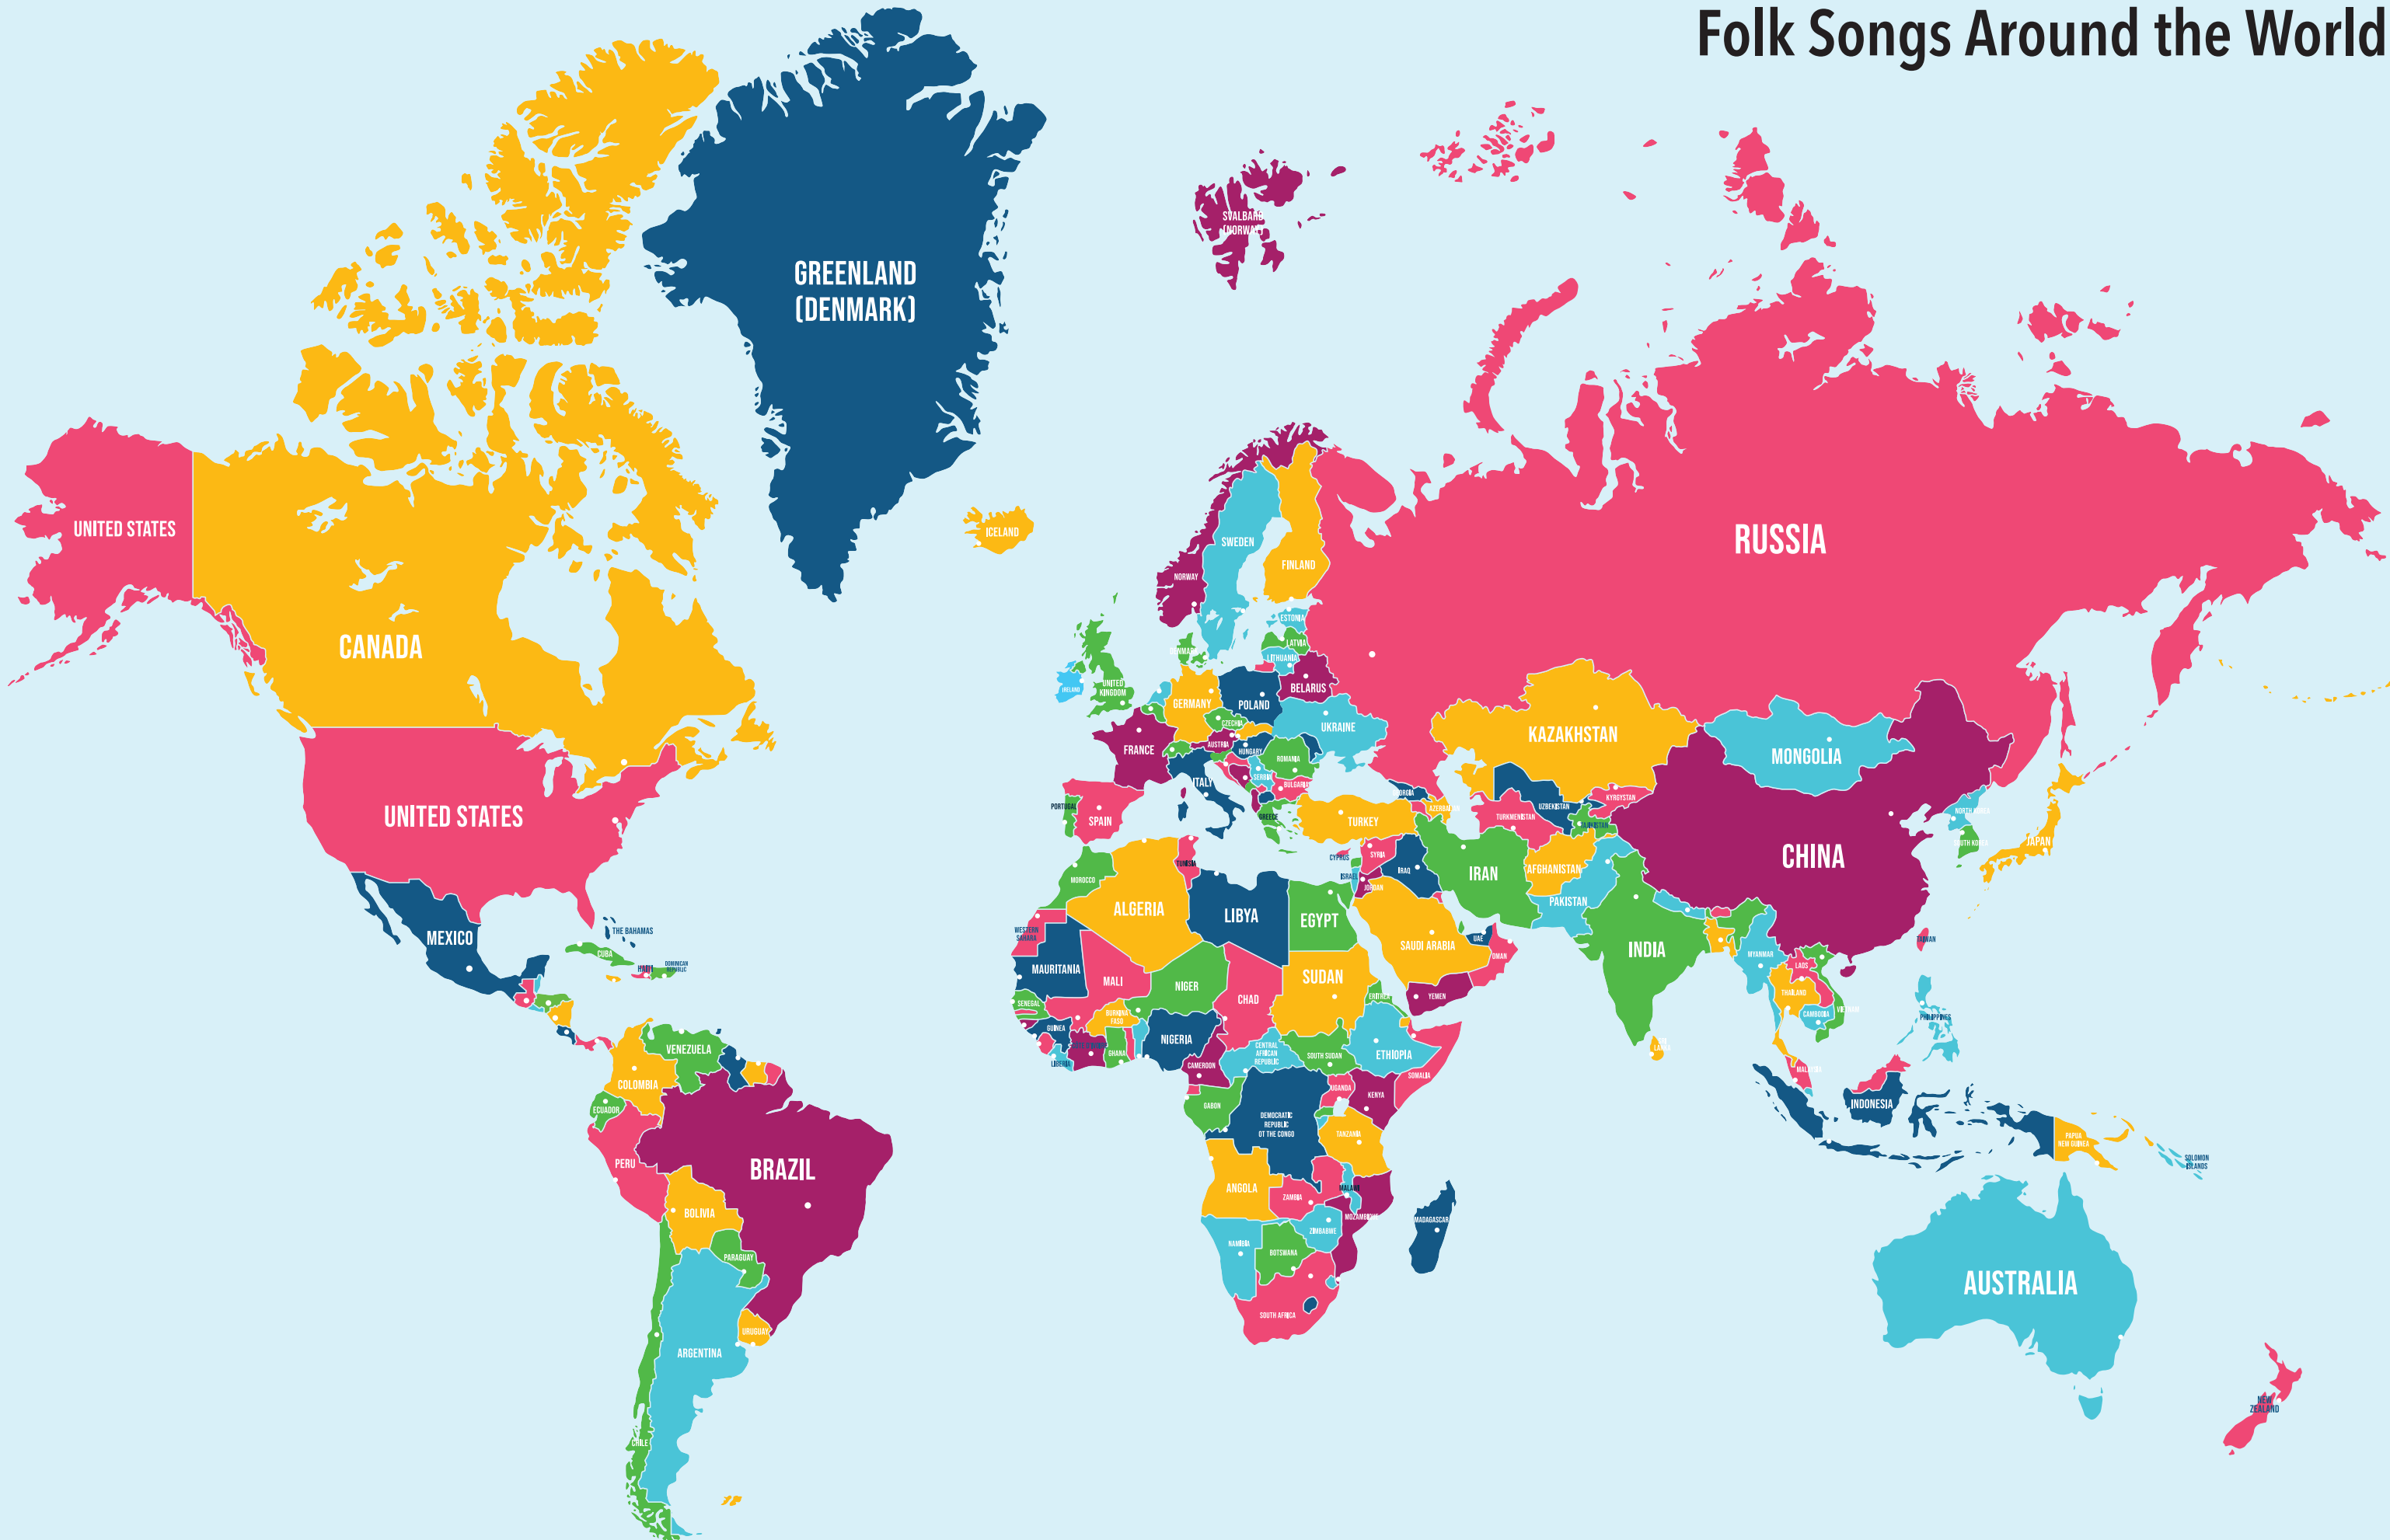 Folk Songs Around the World
SVALBARD
(NORWAY)
GREENLAND
(DENMARK)
UNITED STATES
ICELAND
RUSSIA
SWEDEN
FINLAND
NORWAY
CANADA
ESTONIA
LATVIA
DENMARK
LITHUANIA
IRELAND
UNITED
KINGDOM
BELARUS
GERMANY
POLAND
CZECHIA
UKRAINE
KAZAKHSTAN
FRANCE
AUSTRIA
HUNGARY
MONGOLIA
ROMANIA
SERBIA
ITALY
BULGARIA
GEORGIA
KYRGYSTAN
PORTUGAL
UZBEKISTAN
AZERBAIJAN
UNITED STATES
SPAIN
GREECE
TURKEY
TURKMENISTAN
TAJIKISTAN
NORTH KOREA
SOUTH KOREA
JAPAN
CHINA
CYPRUS
SYRIA
TUNISIA
IRAQ
IRAN
AFGHANISTAN
ISRAEL
JORDAN
MOROCCO
PAKISTAN
ALGERIA
LIBYA
EGYPT
WESTERN
SAHARA
THE BAHAMAS
MEXICO
SAUDI ARABIA
UAE
INDIA
TAIWAN
CUBA
OMAN
MYANMAR
HAITI
DOMINICAN
REPUBLIC
MAURITANIA
LAOS
MALI
NIGER
SUDAN
THAILAND
SENEGAL
CHAD
ERITREA
YEMEN
VIETNAM
CAMBODIA
PHILIPPINES
BURKINA
FASO
GUINEA
NIGERIA
GHANA
LIBERIA
VENEZUELA
CENTRAL
AFRICAN
REPUBLIC
SOUTH SUDAN
ETHIOPIA
SRI
LANKA
CAMEROON
SOMALIA
MALAYSIA
COLOMBIA
UGANDA
KENYA
INDONESIA
ECUADOR
GABON
DEMOCRATIC
REPUBLIC
OT THE CONGO
TANZANIA
PAPUA
NEW GUINEA
SOLOMON
ISLANDS
PERU
BRAZIL
ANGOLA
ZAMBIA
MALAWI
BOLIVIA
MOZAMBIQUE
MADAGASCAR
ZIMBABWE
NAMIBIA
BOTSWANA
PARAGUAY
AUSTRALIA
SOUTH AFRICA
URUGUAY
ARGENTINA
NEW
ZEALAND
CHILE